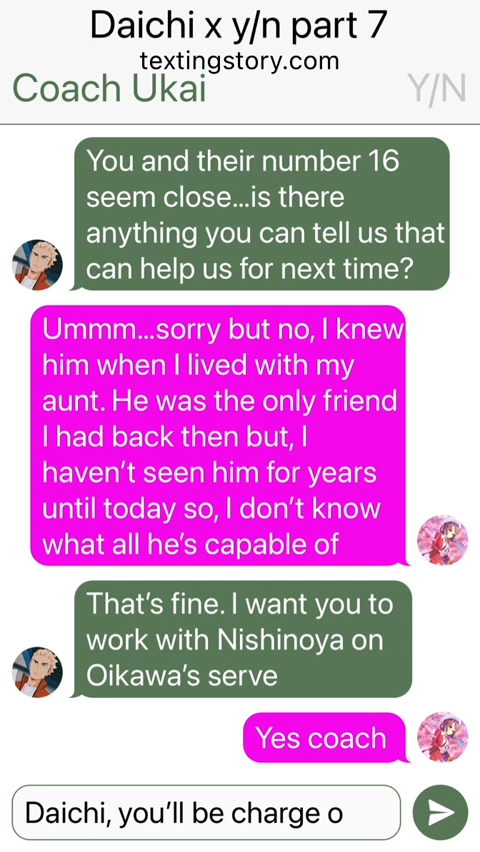 Daichi x y/n part 7
textingstory.com
Coach Ukai
Y/N
You and their number 16
seem close...is there
anything you can tell us that
can help us for next time?
Ummm...sorry but no, I knew
him when I lived with my
aunt. He was the only friend
I had back then but, I
haven't seen him for years
until today so, I don't know
what all he's capable of
That's fine. I want you to
work with Nishinoya on
Oikawa's serve
Yes coach
Daichi, you'll be charge o